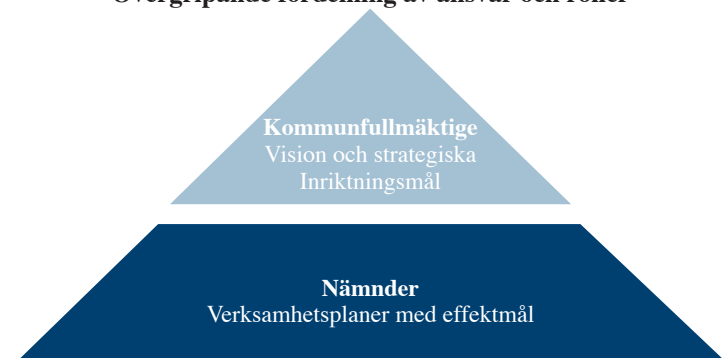 Övergripande fördelning av ansvar och roller
Kommunfullmäktige
Vision och strategiska
Inriktningsmål
Nämnder
Verksamhetsplaner med effektmål